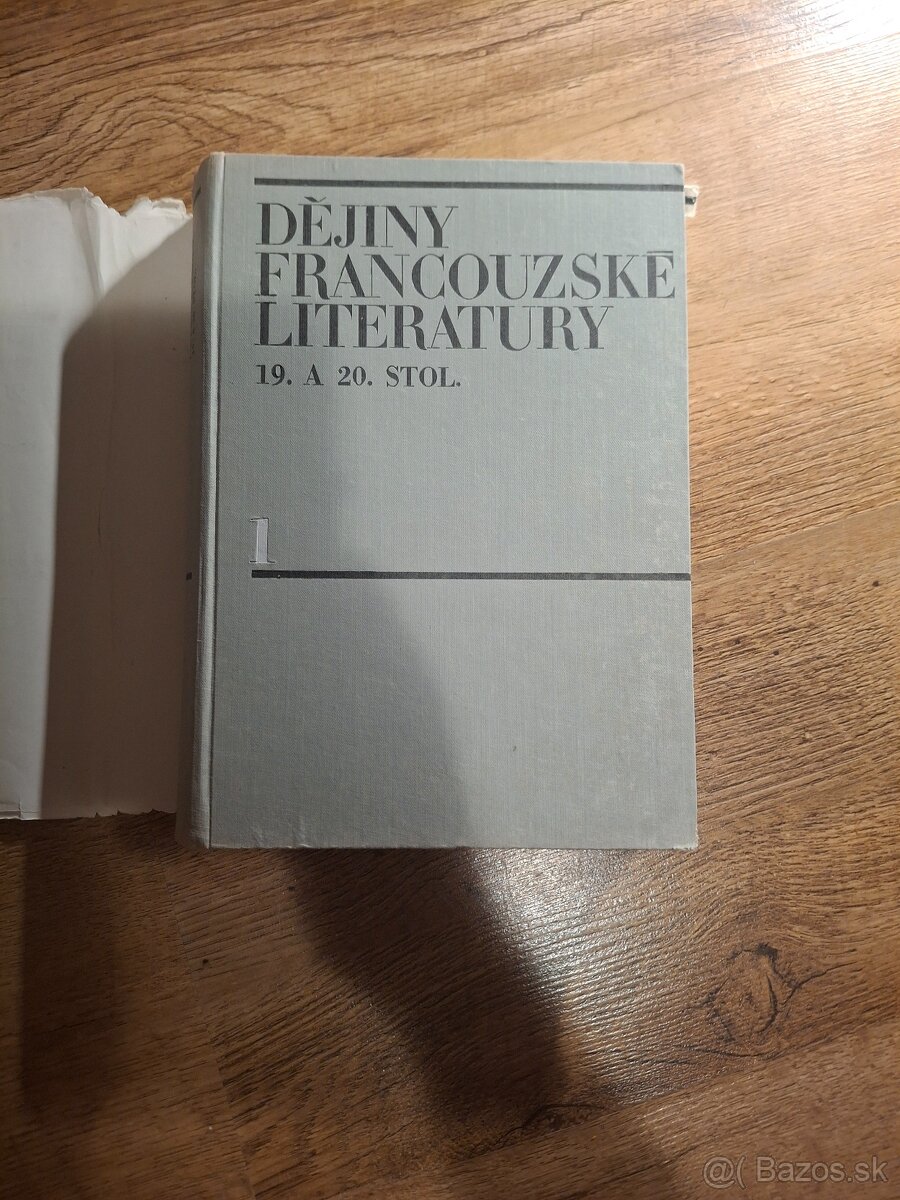 DĚJINY
FRANCOUZSKÉ
LITERATURY
19. A 20. STOL.
1
@( Bazos.sk